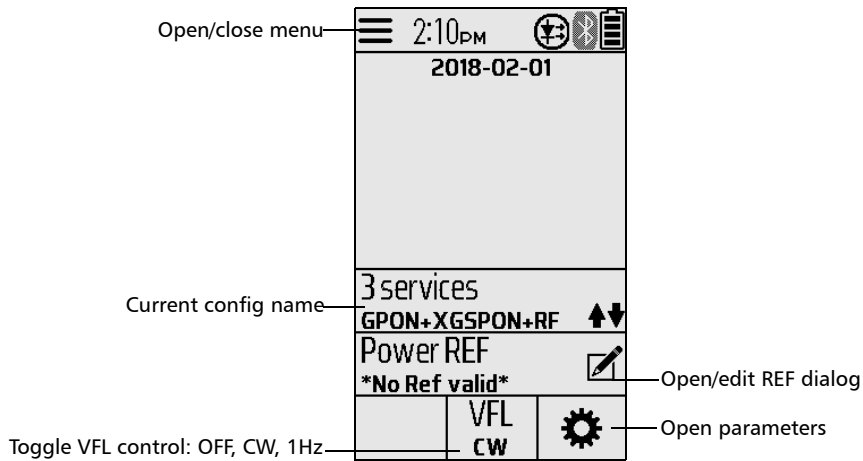 Open/close menu
2:10PM
2018-02-01
3 services
Current config name
GPON+XGSPON+RF
Power REF
*No Ref valid*
Open/edit REF dialog
VFL
Open parameters
Toggle VFL control: OFF, CW, 1Hz
CW